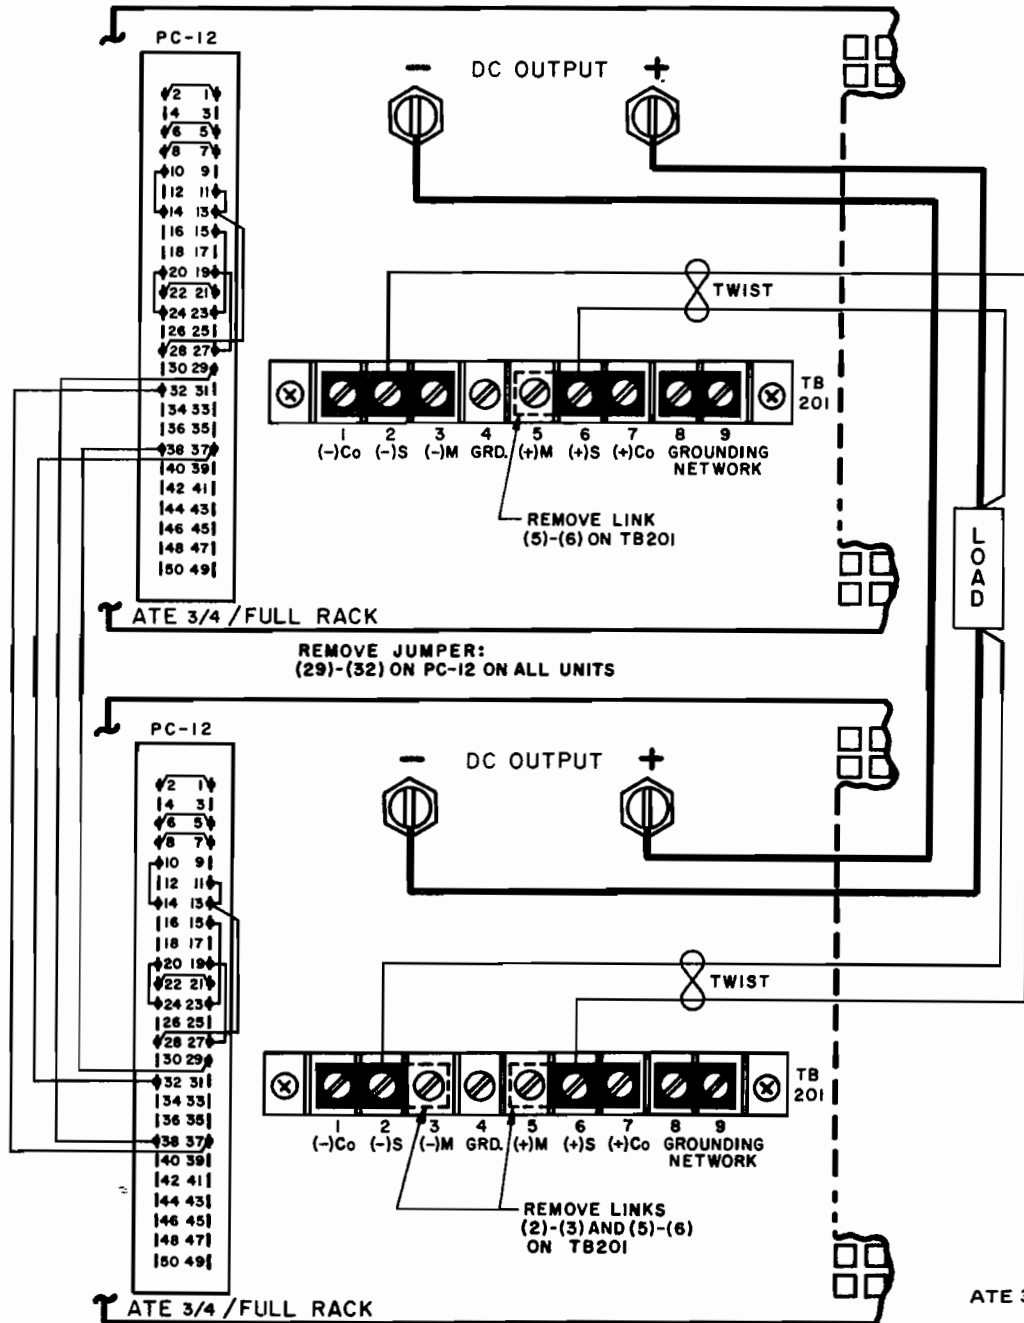 PC-12
2 1
4 3
6 5
8 7
10 9
12 11
14 13
16 15
18 17
20 19
22 21
24 23
26 25
28 27
30 29
32 31
34 33
36 35
38 37
40 39
42 41
44 43
46 45
48 47
50 49
− DC OUTPUT +
TWIST
TB
201
1 2 3 4 5 6 7 8 9
(-)Co (-)S (-)M GRD. (+)M (+)S (+)Co GROUNDING
NETWORK
REMOVE LINK
(5)-(6) ON TB201
LOAD
ATE 3/4 / FULL RACK
REMOVE JUMPER:
(29)-(32) ON PC-12 ON ALL UNITS
PC-12
2 1
4 3
6 5
8 7
10 9
12 11
14 13
16 15
18 17
20 19
22 21
24 23
26 25
28 27
30 29
32 31
34 33
36 35
38 37
40 39
42 41
44 43
46 45
48 47
50 49
− DC OUTPUT +
TWIST
TB
201
1 2 3 4 5 6 7 8 9
(-)Co (-)S (-)M GRD. (+)M (+)S (+)Co GROUNDING
NETWORK
REMOVE LINKS
(2)-(3) AND (5)-(6)
ON TB201
ATE 3/4 / FULL RACK
ATE 3